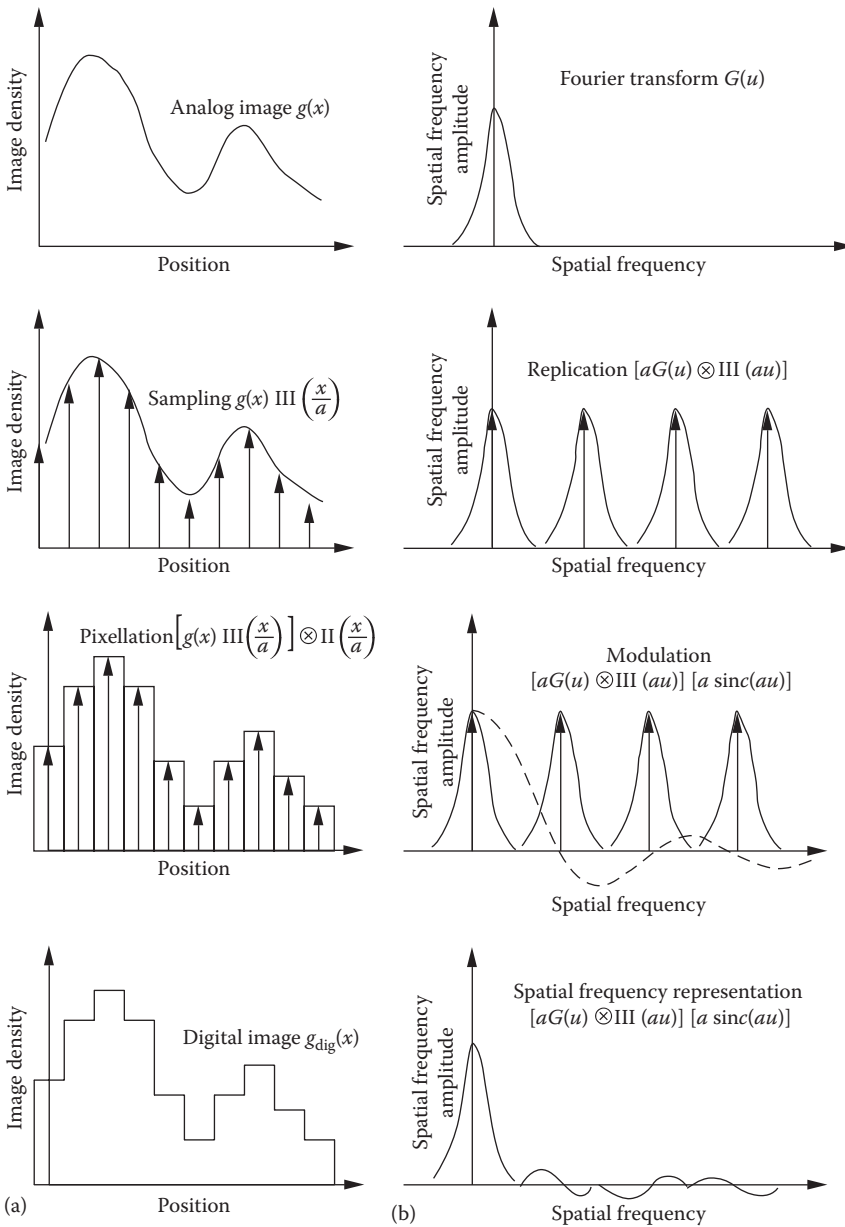 Image density
Analog image g(x)
Position
Spatial frequency
amplitude
Fourier transform G(u)
Spatial frequency
Image density
Sampling g(x) III (x/a)
Position
Spatial frequency
amplitude
Replication [aG(u) ⊗ III (au)]
Spatial frequency
Image density
Pixellation [g(x) III (x/a)] ⊗ II (x/a)
Position
Spatial frequency
amplitude
Modulation
[aG(u) ⊗ III (au)] [a sinc(au)]
Spatial frequency
Image density
Digital image g_dig(x)
Position
(a)
Spatial frequency
amplitude
Spatial frequency representation
[aG(u) ⊗ III (au)] [a sinc(au)]
Spatial frequency
(b)